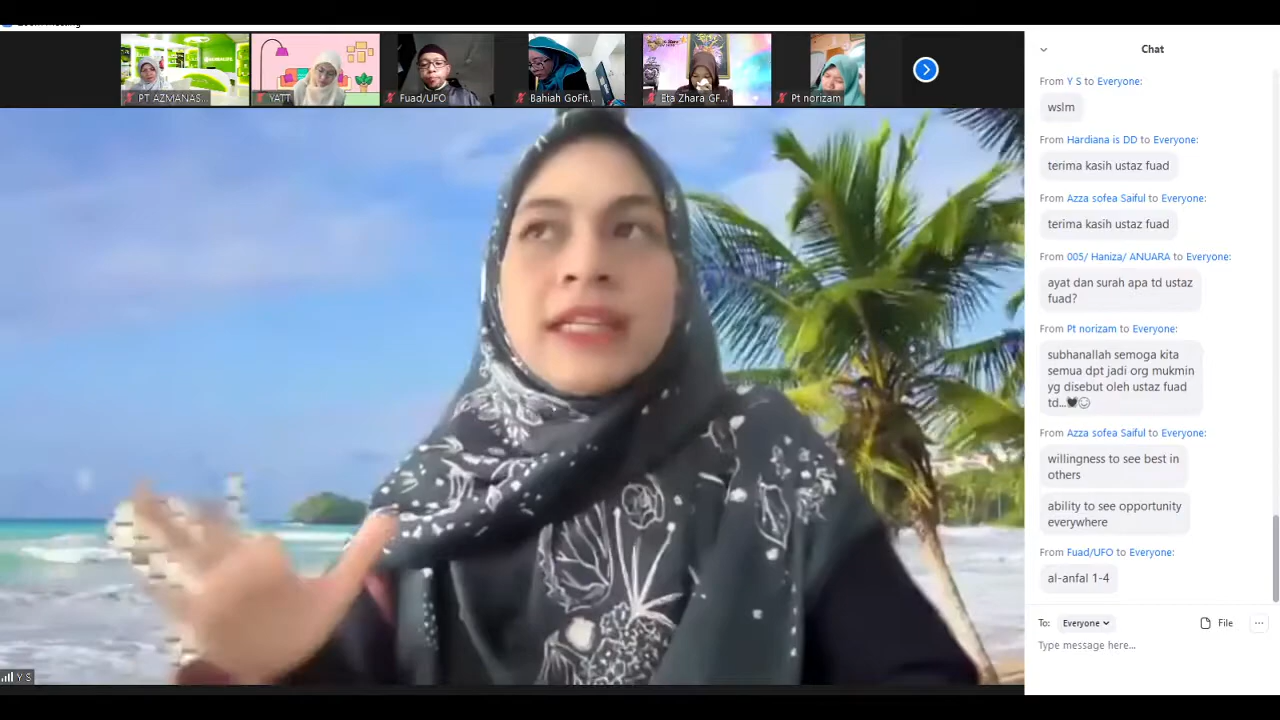 PT AZMANAS...
YATT
Fuad/UFO
Bahiah GoFit...
Eta Zhara GF...
Pt norizam
Y S
Chat
From Y S to Everyone:
wslm
From Hardiana is DD to Everyone:
terima kasih ustaz fuad
From Azza sofea Saiful to Everyone:
terima kasih ustaz fuad
From 005/ Haniza/ ANUARA to Everyone:
ayat dan surah apa td ustaz
fuad?
From Pt norizam to Everyone:
subhanallah semoga kita
semua dpt jadi org mukmin
yg disebut oleh ustaz fuad
td...🖤☺
From Azza sofea Saiful to Everyone:
willingness to see best in
others
ability to see opportunity
everywhere
From Fuad/UFO to Everyone:
al-anfal 1-4
To: Everyone
File
...
Type message here...